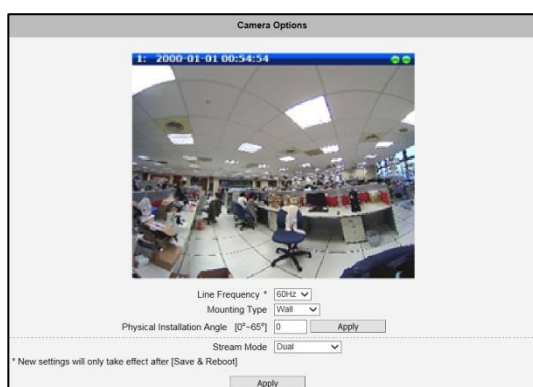 Camera Options
1: 2000-01-01 00:54:54
Line Frequency * 60Hz
Mounting Type Wall
Physical Installation Angle [0°~65°] 0 Apply
Stream Mode Dual
* New settings will only take effect after [Save & Reboot]
Apply